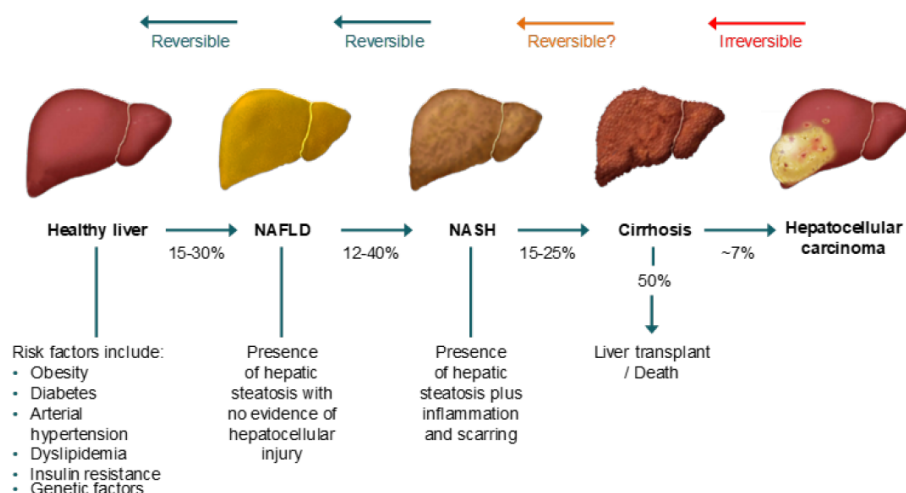 Reversible
Reversible
Reversible?
Irreversible
Healthy liver
NAFLD
NASH
Cirrhosis
Hepatocellular
carcinoma
15-30%
12-40%
15-25%
~7%
50%
Risk factors include:
• Obesity
• Diabetes
• Arterial
hypertension
• Dyslipidemia
• Insulin resistance
• Genetic factors
Presence
of hepatic
steatosis with
no evidence of
hepatocellular
injury
Presence
of hepatic
steatosis plus
inflammation
and scarring
Liver transplant
/ Death